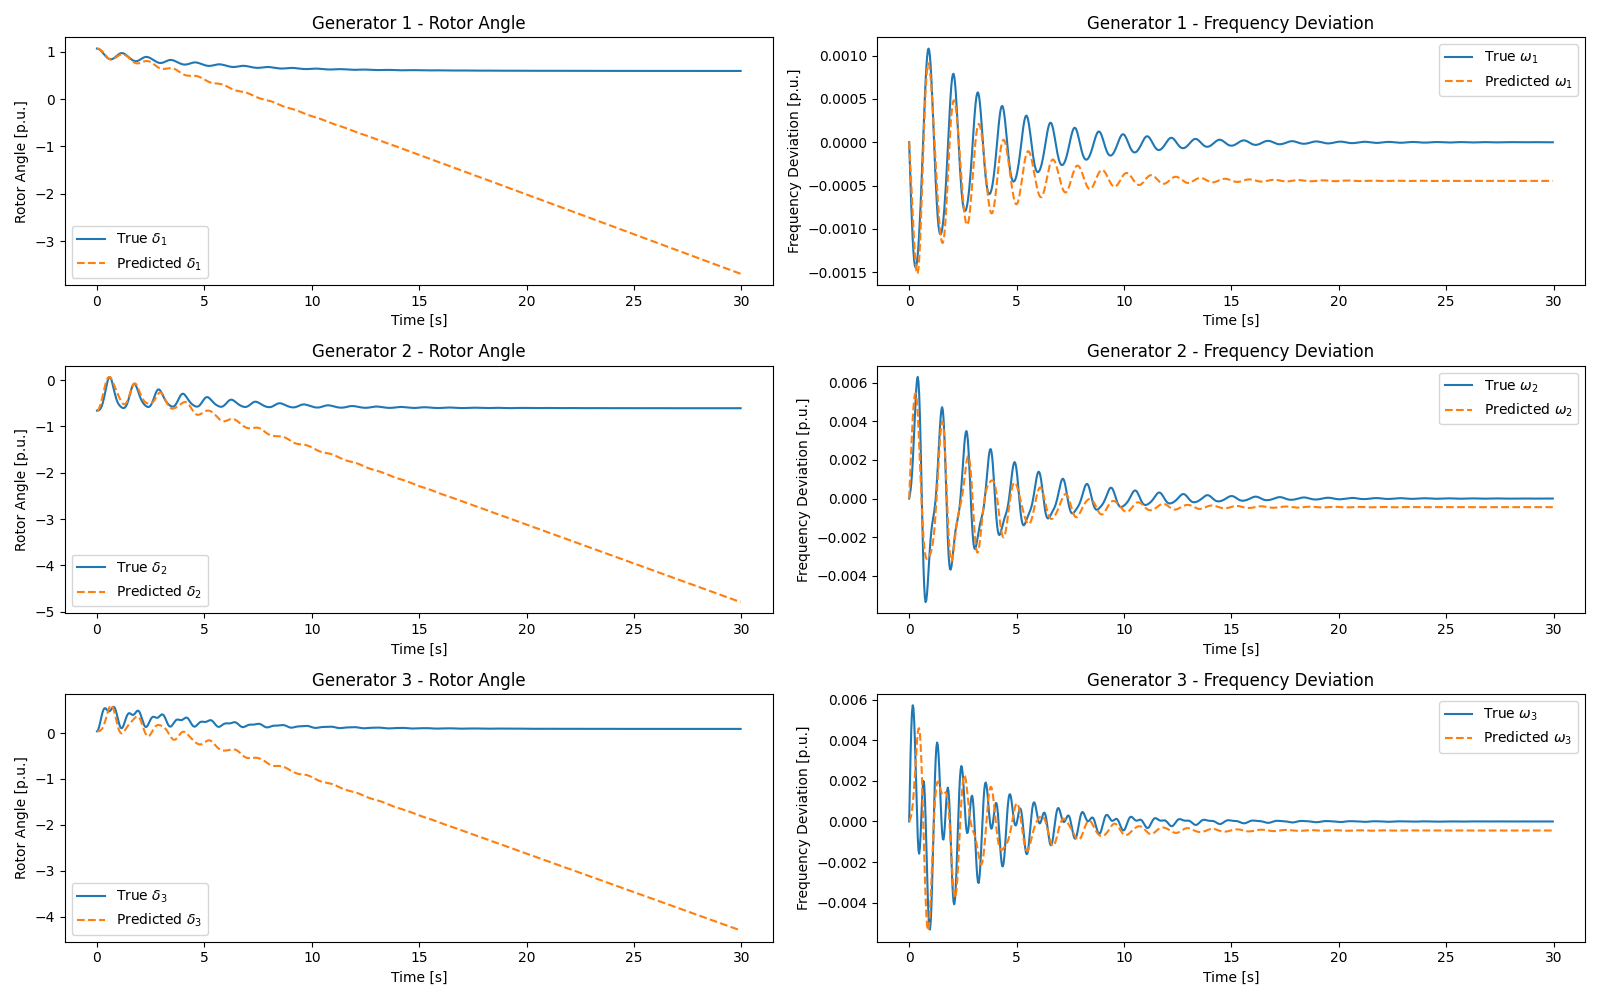 Generator 1 - Rotor Angle
Rotor Angle [p.u.]
1
0
−1
−2
−3
True δ1
Predicted δ1
0 5 10 15 20 25 30
Time [s]
Generator 1 - Frequency Deviation
Frequency Deviation [p.u.]
0.0010
0.0005
0.0000
−0.0005
−0.0010
−0.0015
True ω1
Predicted ω1
0 5 10 15 20 25 30
Time [s]
Generator 2 - Rotor Angle
Rotor Angle [p.u.]
0
−1
−2
−3
−4
−5
True δ2
Predicted δ2
0 5 10 15 20 25 30
Time [s]
Generator 2 - Frequency Deviation
Frequency Deviation [p.u.]
0.006
0.004
0.002
0.000
−0.002
−0.004
True ω2
Predicted ω2
0 5 10 15 20 25 30
Time [s]
Generator 3 - Rotor Angle
Rotor Angle [p.u.]
0
−1
−2
−3
−4
True δ3
Predicted δ3
0 5 10 15 20 25 30
Time [s]
Generator 3 - Frequency Deviation
Frequency Deviation [p.u.]
0.006
0.004
0.002
0.000
−0.002
−0.004
True ω3
Predicted ω3
0 5 10 15 20 25 30
Time [s]